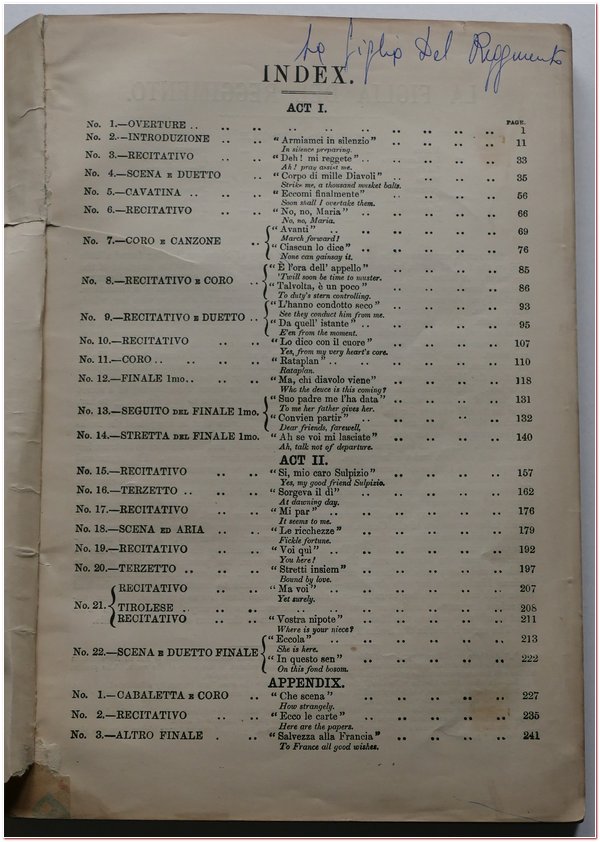 La Figlia Del Reggimento
INDEX.
ACT I.
PAGE.
No. 1.—OVERTURE .. .. .. .. .. .. .. .. .. 1
No. 2.—INTRODUZIONE .. .. "Armiamci in silenzio" .. .. .. .. 11
In silence preparing.
No. 3.—RECITATIVO .. .. "Deh! mi reggete" .. .. .. .. .. 33
Ah! pray assist me.
No. 4.—SCENA E DUETTO .. "Corpo di mille Diavoli" .. .. .. .. 35
Strike me, a thousand musket balls.
No. 5.—CAVATINA .. .. .. "Eccomi finalmente" .. .. .. .. 56
Soon shall I overtake them.
No. 6.—RECITATIVO .. .. "No, no, Maria" .. .. .. .. .. 66
No, no, Maria.
No. 7.—CORO E CANZONE .. "Avanti" .. .. .. .. .. 69
March forward!
"Ciascun lo dice" .. .. .. .. .. 76
None can gainsay it.
No. 8.—RECITATIVO E CORO .. "È l'ora dell' appello" .. .. .. .. 85
'Twill soon be time to muster.
"Talvolta, è un poco" .. .. .. .. 86
To duty's stern controlling.
No. 9.—RECITATIVO E DUETTO .. "L'hanno condotto seco" .. .. .. .. 93
See they conduct him from me.
"Da quell' istante" .. .. .. .. .. 95
E'en from the moment.
No. 10.—RECITATIVO .. .. "Lo dico con il cuore" .. .. .. .. 107
Yes, from my very heart's core.
No. 11.—CORO .. .. .. .. "Rataplan" .. .. .. .. .. .. 110
Rataplan.
No. 12.—FINALE 1mo. .. .. "Ma, chi diavolo viene" .. .. .. .. 118
Who the deuce is this coming?
No. 13.—SEGUITO DEL FINALE 1mo. "Suo padre me l'ha data" .. .. .. .. 131
To me her father gives her.
"Convien partir" .. .. .. .. .. 132
Dear friends, farewell,
No. 14.—STRETTA DEL FINALE 1mo. "Ah se voi mi lasciate" .. .. .. .. 140
Ah, talk not of departure.
ACT II.
No. 15.—RECITATIVO .. .. "Si, mio caro Sulpizio" .. .. .. .. 157
Yes, my good friend Sulpizio.
No. 16.—TERZETTO .. .. .. "Sorgeva il dì" .. .. .. .. .. 162
At dawning day.
No. 17.—RECITATIVO .. .. "Mi par" .. .. .. .. .. .. 176
It seems to me.
No. 18.—SCENA ED ARIA .. .. "Le ricchezze" .. .. .. .. .. 179
Fickle fortune.
No. 19.—RECITATIVO .. .. "Voi quì" .. .. .. .. .. .. 192
You here!
No. 20.—TERZETTO .. .. .. "Stretti insiem" .. .. .. .. .. 197
Bound by love.
No. 21. RECITATIVO .. .. "Ma voi" .. .. .. .. .. .. 207
Yet surely.
TIROLESE .. .. .. .. .. .. .. .. .. 208
RECITATIVO .. .. "Vostra nipote" .. .. .. .. .. 211
Where is your niece?
No. 22.—SCENA E DUETTO FINALE "Eccola" .. .. .. .. .. .. 213
She is here.
"In questo sen" .. .. .. .. .. 222
On this fond bosom.
APPENDIX.
No. 1.—CABALETTA E CORO .. "Che scena" .. .. .. .. .. .. 227
How strangely.
No. 2.—RECITATIVO .. .. "Ecco le carte" .. .. .. .. .. 235
Here are the papers.
No. 3.—ALTRO FINALE . .. "Salvezza alla Francia" .. .. .. .. 241
To France all good wishes.